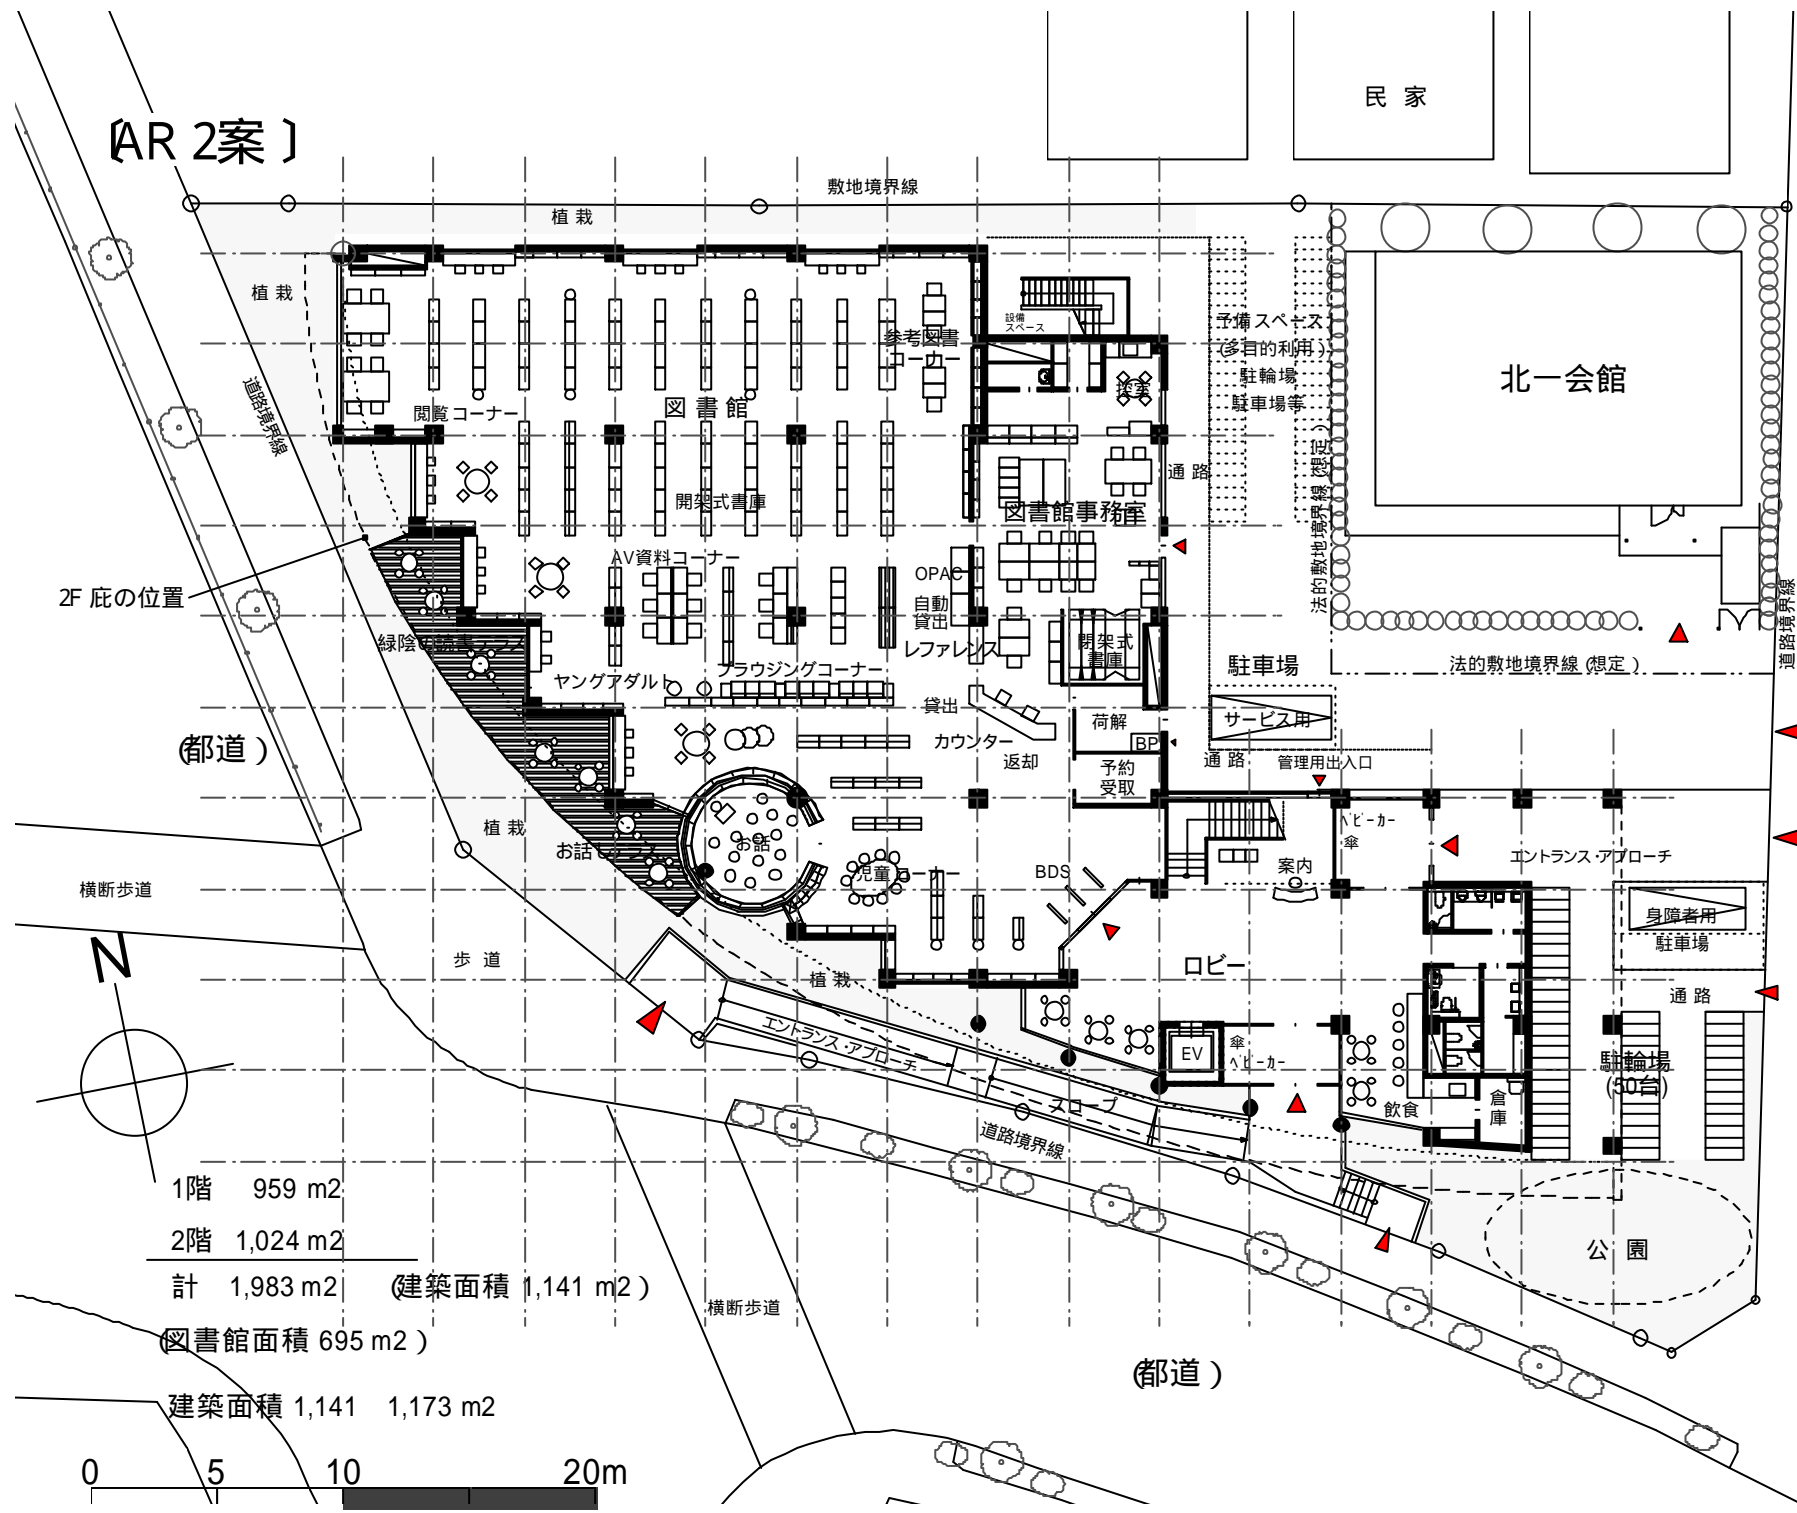 〔AR 2案〕
民 家
敷地境界線
植 栽
植 栽
道路境界線
設備
スペース
参考図書
コーナー
予備スペース
(多目的利用)
駐輪場
駐車場等
北一会館
閲覧コーナー
図 書 館
通 路
法的敷地境界線(想定)
開架式書庫
図書館事務室
AV資料コーナー
OPAC
自動
貸出
レファレンス
2F 庇の位置
緑陰の読書テラス
閉架式
書庫
道路境界線
法的敷地境界線(想定)
駐車場
ヤングアダルト
ブラウジングコーナー
貸出
カウンター
返却
荷解
BP
サービス用
通 路
管理用出入口
予約
受取
(都道)
植 栽
お話しテラス
お話
児童コーナー
BDS
ベビーカー
傘
案内
エントランス・アプローチ
横断歩道
N
歩 道
植 栽
ロビー
身障者用
駐車場
通 路
エントランス・アプローチ
EV
傘
ベビーカー
スロープ
道路境界線
飲食
倉
庫
駐輪場
(50台)
公 園
1階 959 m2
2階 1,024 m2
計 1,983 m2 (建築面積 1,141 m2)
(図書館面積 695 m2)
建築面積 1,141 1,173 m2
横断歩道
(都道)
0 5 10 20m